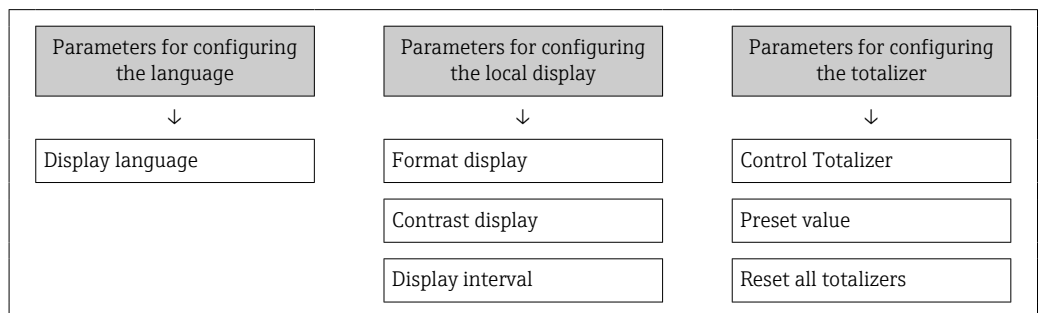 Parameters for configuring
the language
↓
Display language
Parameters for configuring
the local display
↓
Format display
Contrast display
Display interval
Parameters for configuring
the totalizer
↓
Control Totalizer
Preset value
Reset all totalizers